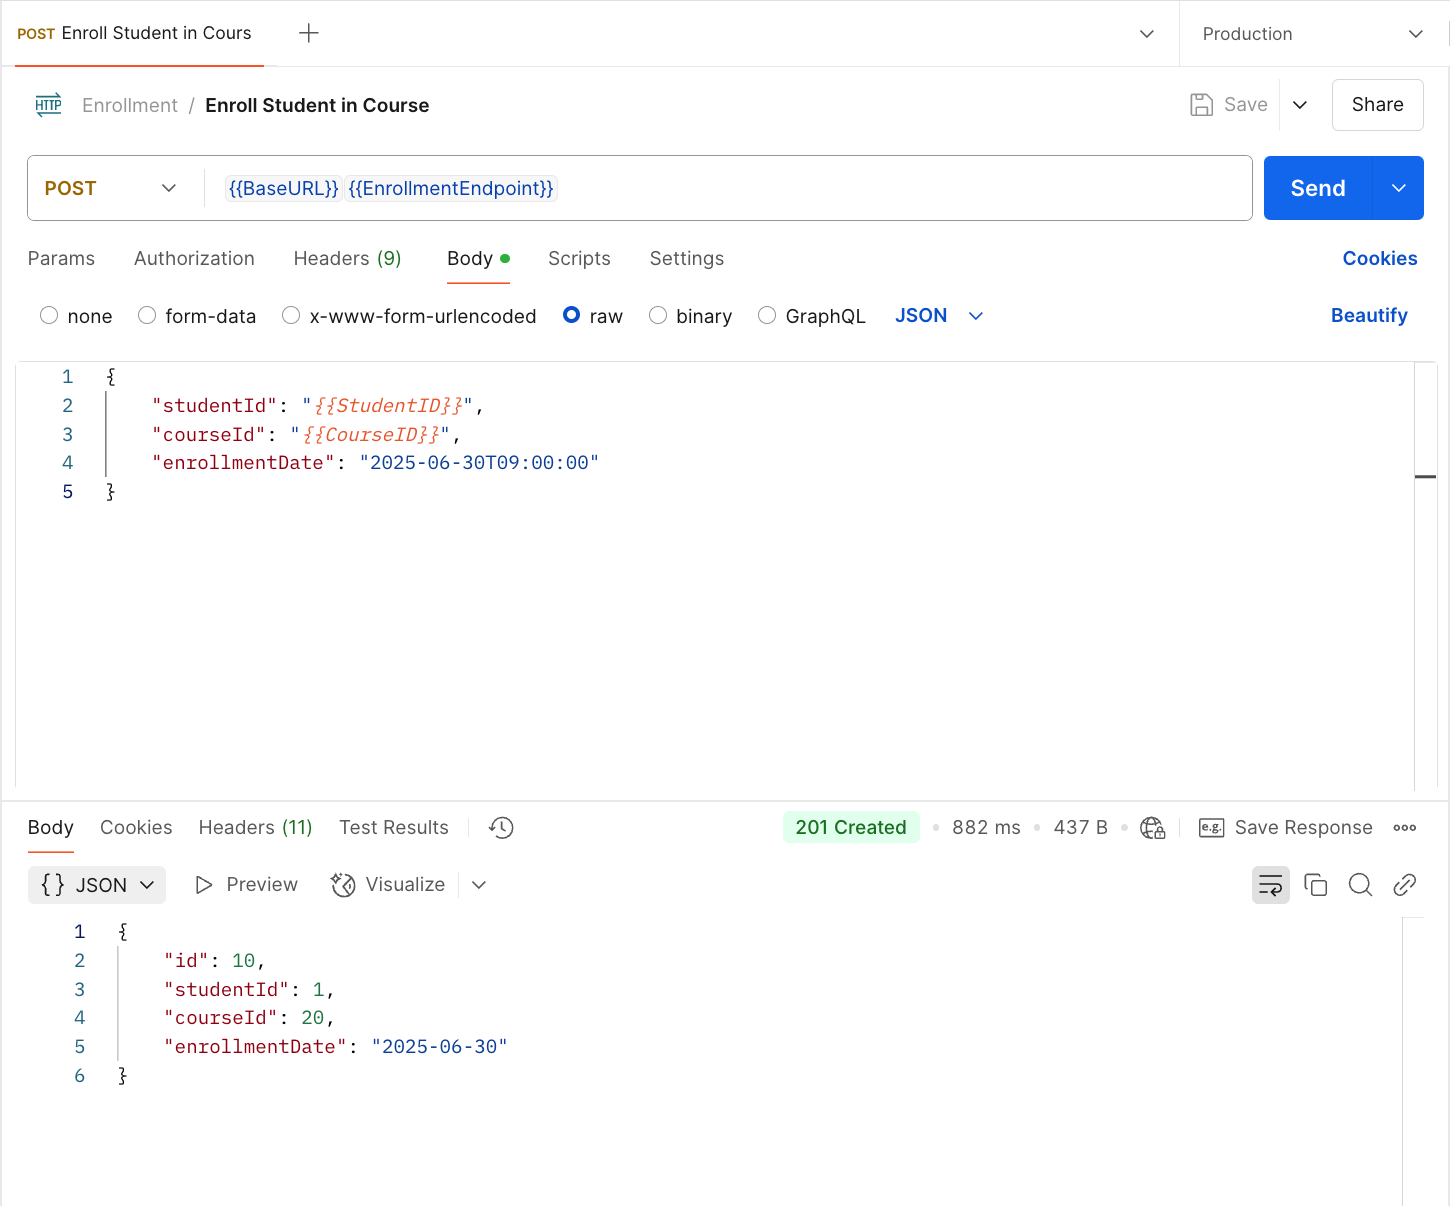 POST Enroll Student in Cours
Production
HTTP Enrollment / Enroll Student in Course Save Share
POST {{BaseURL}} {{EnrollmentEndpoint}} Send
Params Authorization Headers (9) Body Scripts Settings Cookies
none form-data x-www-form-urlencoded raw binary GraphQL JSON Beautify
1 {
2 "studentId": "{{StudentID}}",
3 "courseId": "{{CourseID}}",
4 "enrollmentDate": "2025-06-30T09:00:00"
5 }
Body Cookies Headers (11) Test Results 201 Created • 882 ms • 437 B • e.g. Save Response
{} JSON Preview Visualize
1 {
2 "id": 10,
3 "studentId": 1,
4 "courseId": 20,
5 "enrollmentDate": "2025-06-30"
6 }